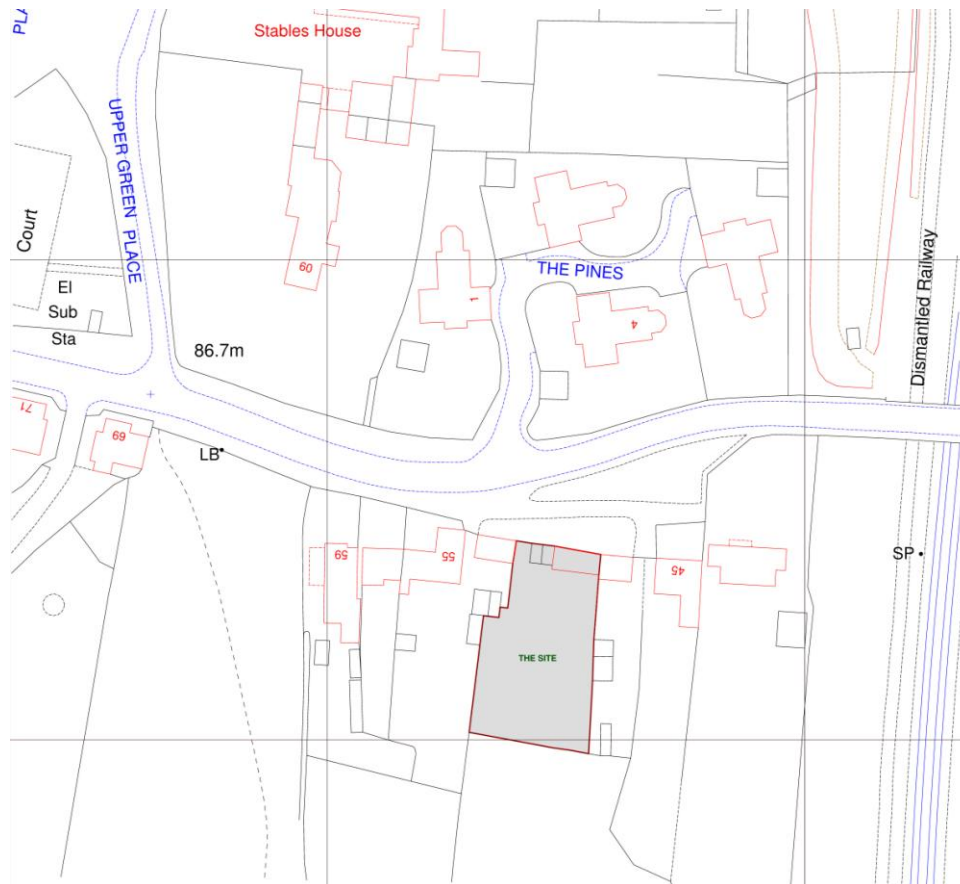 PLA
Stables House
UPPER GREEN PLACE
Court
El
Sub
Sta
60
THE PINES
1
4
Dismantled Railway
86.7m
71
69
LB
59
55
45
SP
THE SITE